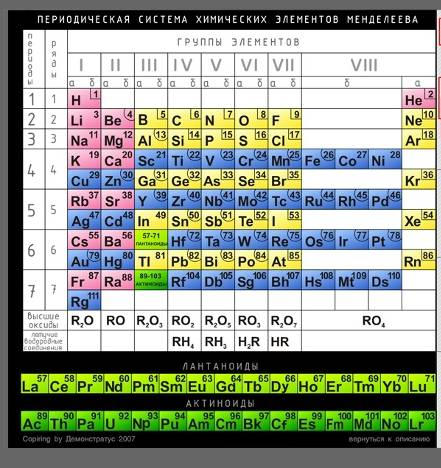 ПЕРИОДИЧЕСКАЯ СИСТЕМА ХИМИЧЕСКИХ ЭЛЕМЕНТОВ МЕНДЕЛЕЕВА
периоды ряды ГРУППЫ ЭЛЕМЕНТОВ
I II III IV V VI VII VIII
а б а б а б а б а б а б а б б а
1 1 H 1 He 2
2 2 Li 3 Be 4 B 5 C 6 N 7 O 8 F 9 Ne 10
3 3 Na 11 Mg 12 Al 13 Si 14 P 15 S 16 Cl 17 Ar 18
4 4 K 19 Ca 20 Sc 21 Ti 22 V 23 Cr 24 Mn 25 Fe 26 Co 27 Ni 28
Cu 29 Zn 30 Ga 31 Ge 32 As 33 Se 34 Br 35 Kr 36
5 5 Rb 37 Sr 38 Y 39 Zr 40 Nb 41 Mo 42 Tc 43 Ru 44 Rh 45 Pd 46
Ag 47 Cd 48 In 49 Sn 50 Sb 51 Te 52 I 53 Xe 54
6 6 Cs 55 Ba 56 57-71 ЛАНТАНОИДЫ Hf 72 Ta 73 W 74 Re 75 Os 76 Ir 77 Pt 78
Au 79 Hg 80 Tl 81 Pb 82 Bi 83 Po 84 At 85 Rn 86
7 7 Fr 87 Ra 88 89-103 АКТИНОИДЫ Rf 104 Db 105 Sg 106 Bh 107 Hs 108 Mt 109 Ds 110
Rg 111
высшие оксиды R₂O RO R₂O₃ RO₂ R₂O₅ RO₃ R₂O₇ RO₄
летучие водородные соединения RH₄ RH₃ H₂R HR
ЛАНТАНОИДЫ
La 57 Ce 58 Pr 59 Nd 60 Pm 61 Sm 62 Eu 63 Gd 64 Tb 65 Dy 66 Ho 67 Er 68 Tm 69 Yb 70 Lu 71
АКТИНОИДЫ
Ac 89 Th 90 Pa 91 U 92 Np 93 Pu 94 Am 95 Cm 96 Bk 97 Cf 98 Es 99 Fm 100 Md 101 No 102 Lr 103
Copiring by Демонстратус 2007 вернуться к описанию